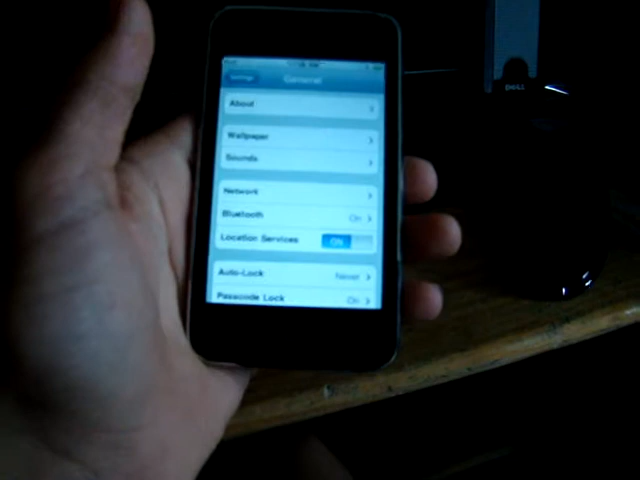 Settings
General
About
Wallpaper
Sounds
Network
Bluetooth On
Location Services ON
Auto-Lock Never
Passcode Lock On
DELL